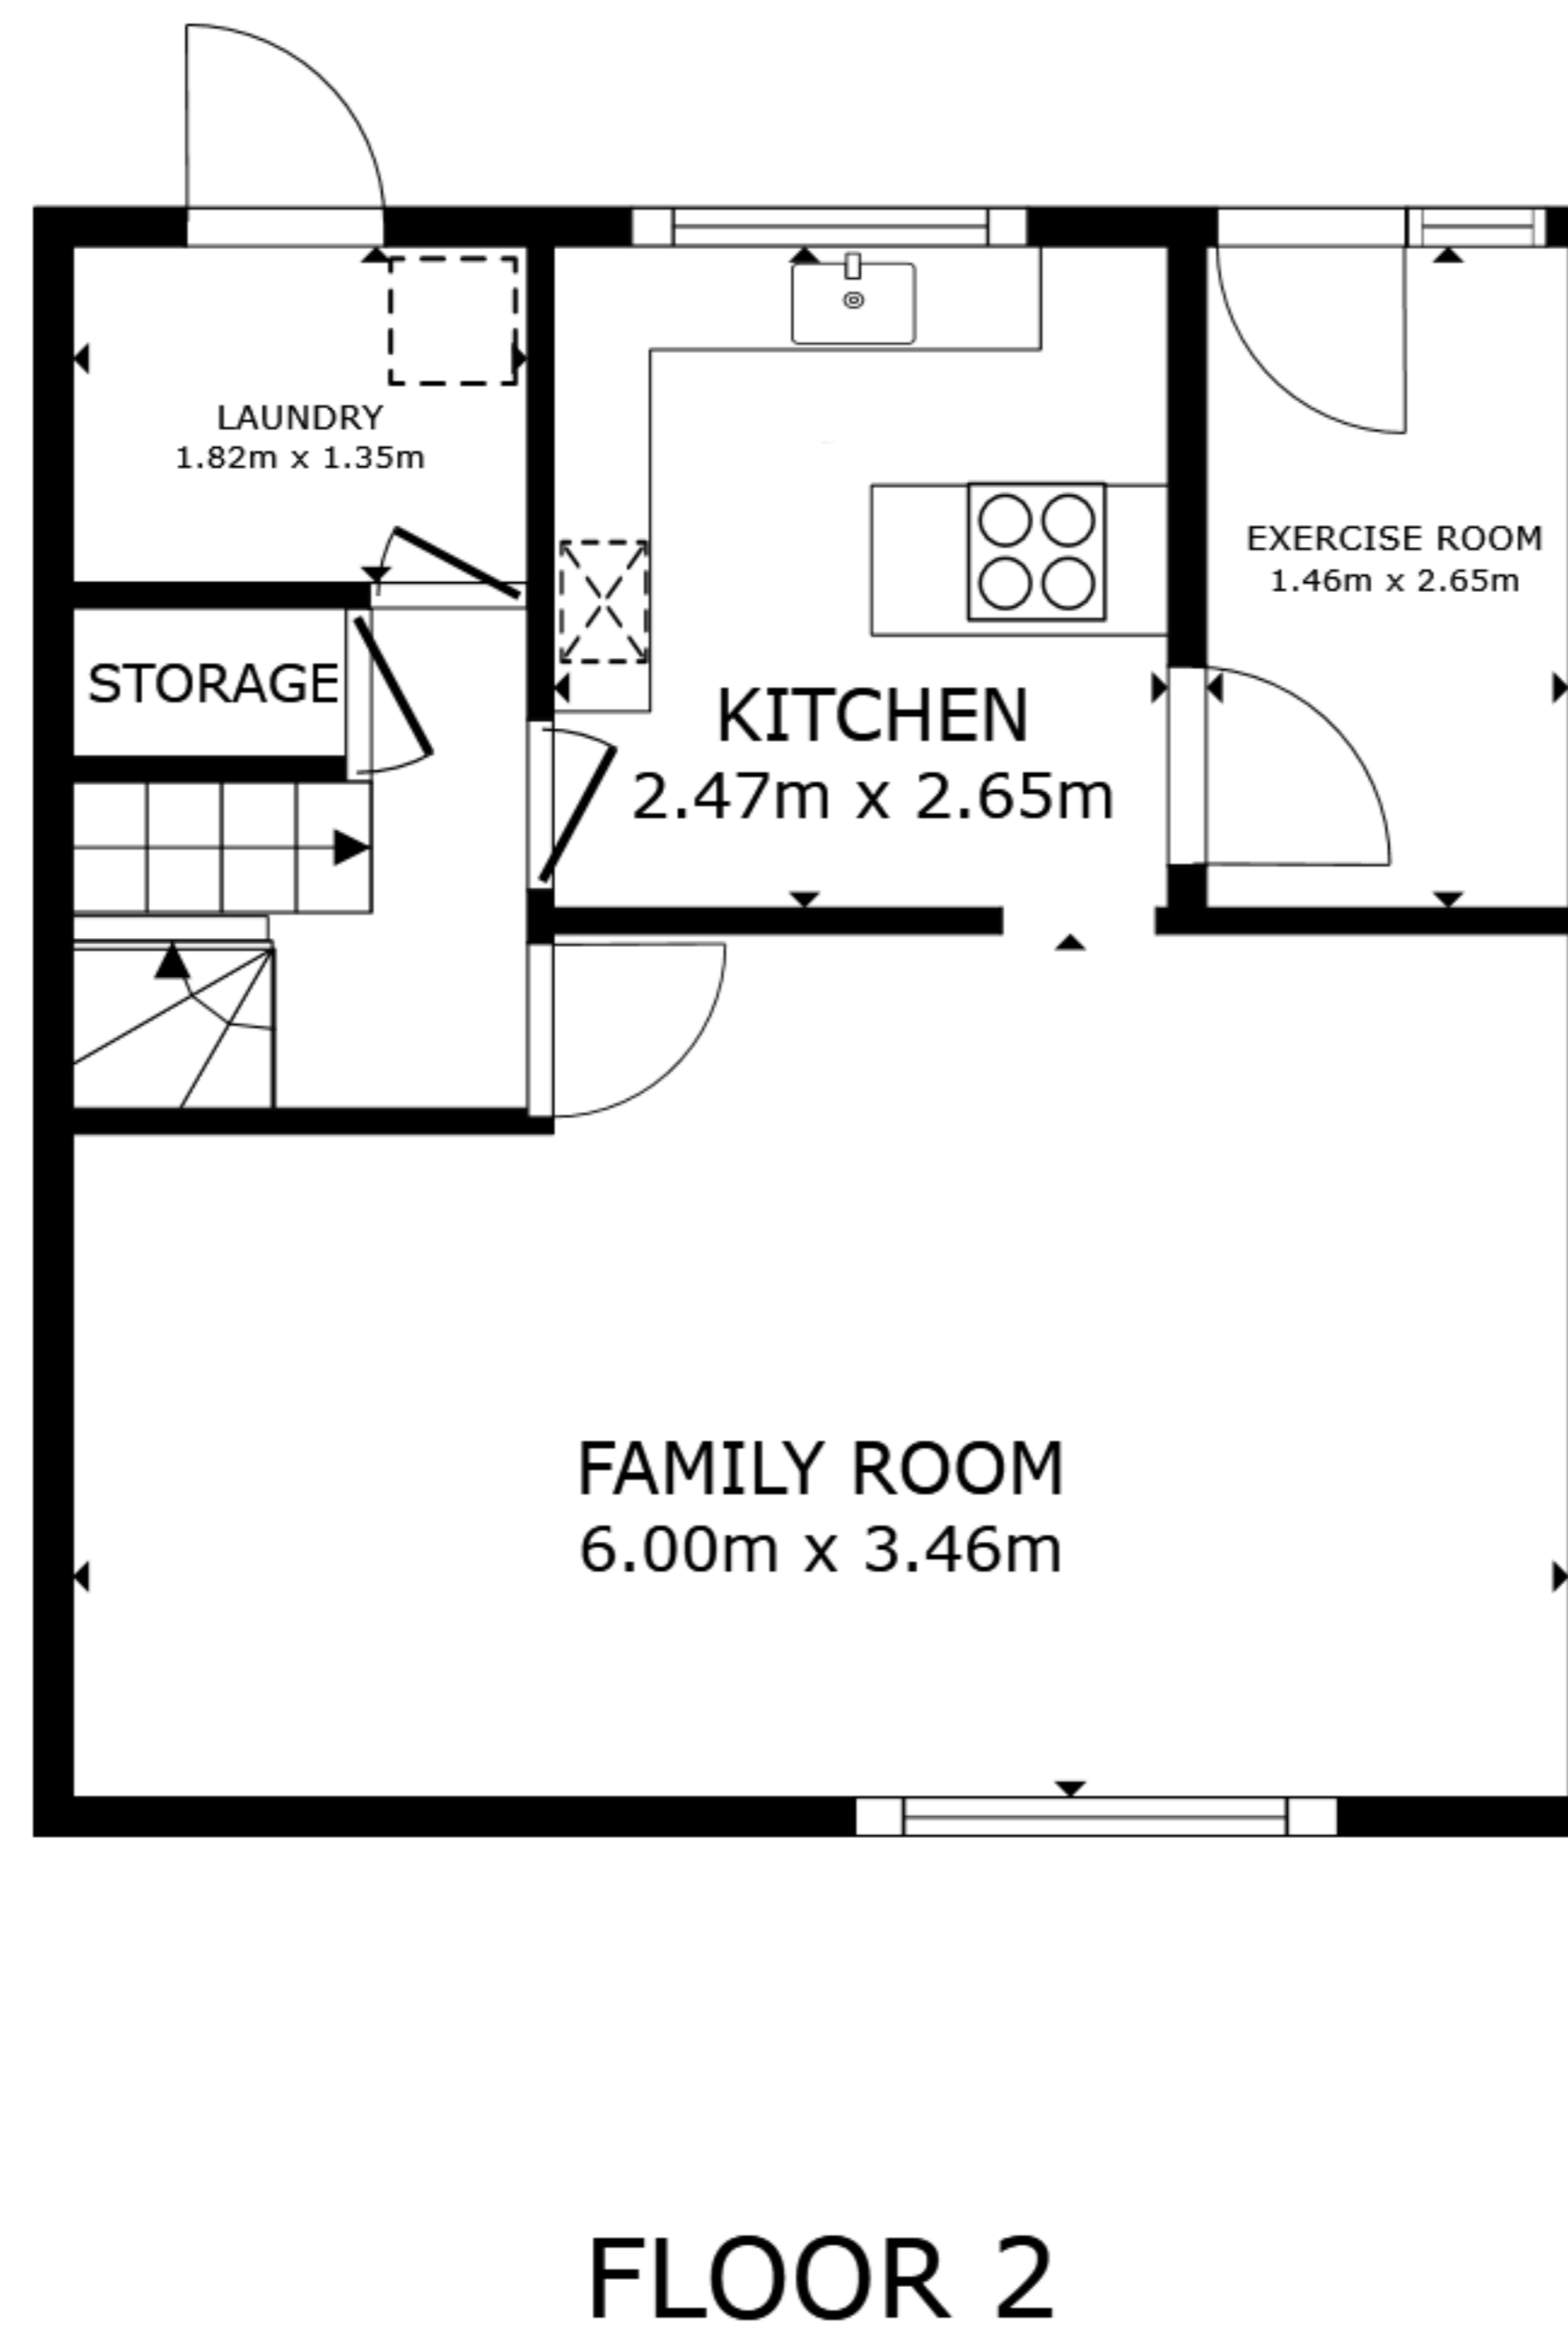 LAUNDRY
1.82m x 1.35m
EXERCISE ROOM
1.46m x 2.65m
STORAGE
KITCHEN
2.47m x 2.65m
FAMILY ROOM
6.00m x 3.46m
FLOOR 2